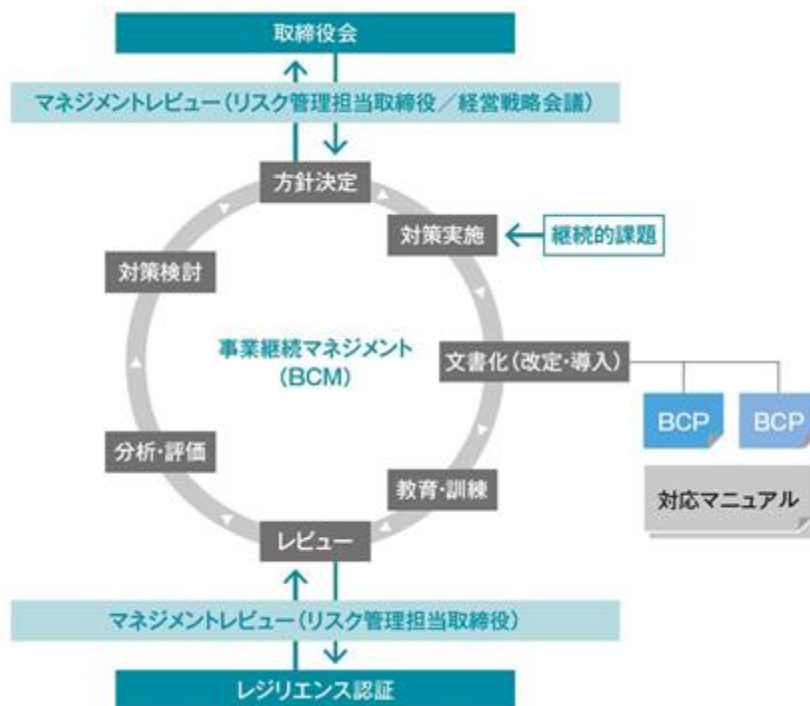 取締役会
マネジメントレビュー(リスク管理担当取締役／経営戦略会議)
方針決定
対策実施
継続的課題
対策検討
事業継続マネジメント
(BCM)
文書化(改定・導入)
BCP
BCP
対応マニュアル
分析・評価
教育・訓練
レビュー
マネジメントレビュー(リスク管理担当取締役)
レジリエンス認証